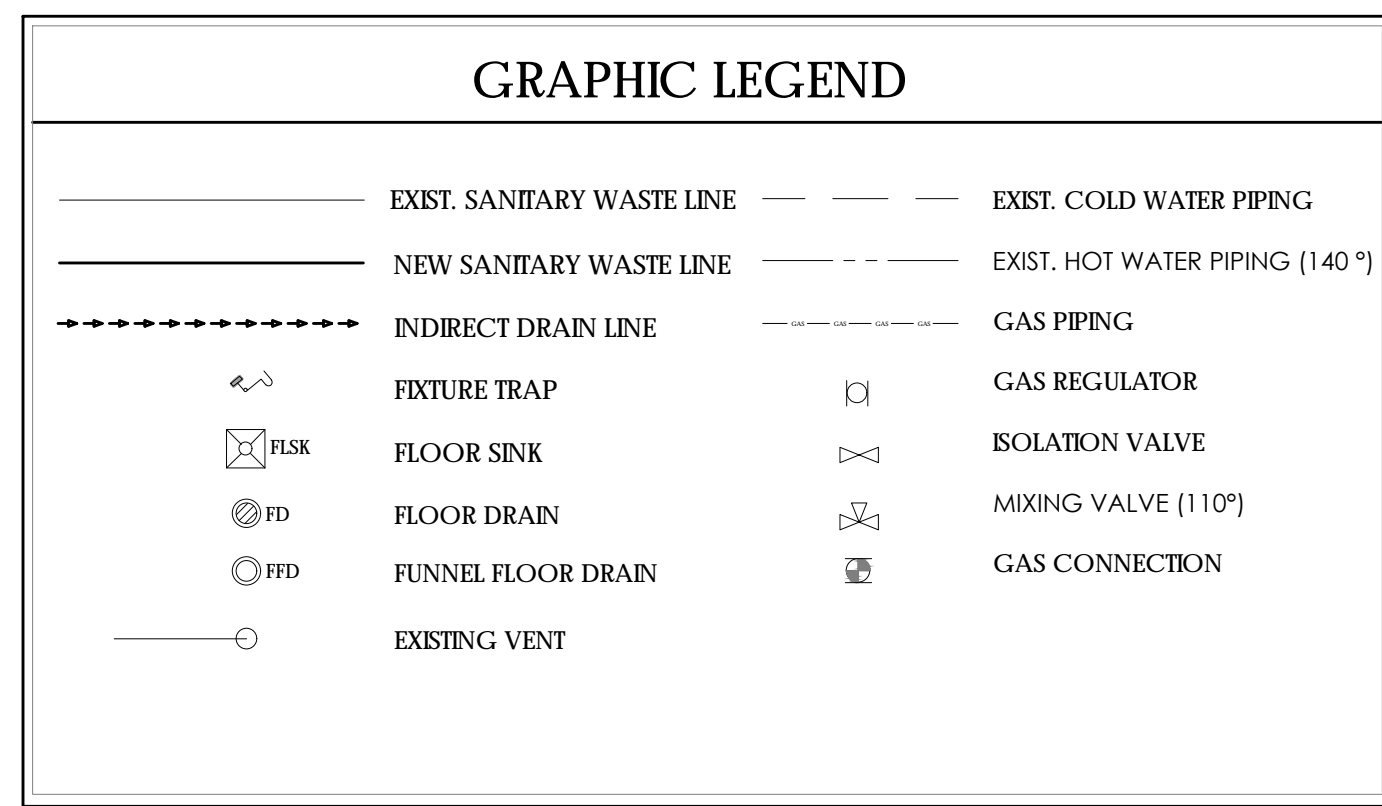 GRAPHIC LEGEND
EXIST. SANITARY WASTE LINE
NEW SANITARY WASTE LINE
INDIRECT DRAIN LINE
FIXTURE TRAP
FLSK FLOOR SINK
FD FLOOR DRAIN
FFD FUNNEL FLOOR DRAIN
EXISTING VENT
EXIST. COLD WATER PIPING
EXIST. HOT WATER PIPING (140 °)
GAS GAS GAS GAS GAS PIPING
GAS REGULATOR
ISOLATION VALVE
MIXING VALVE (110°)
GAS CONNECTION